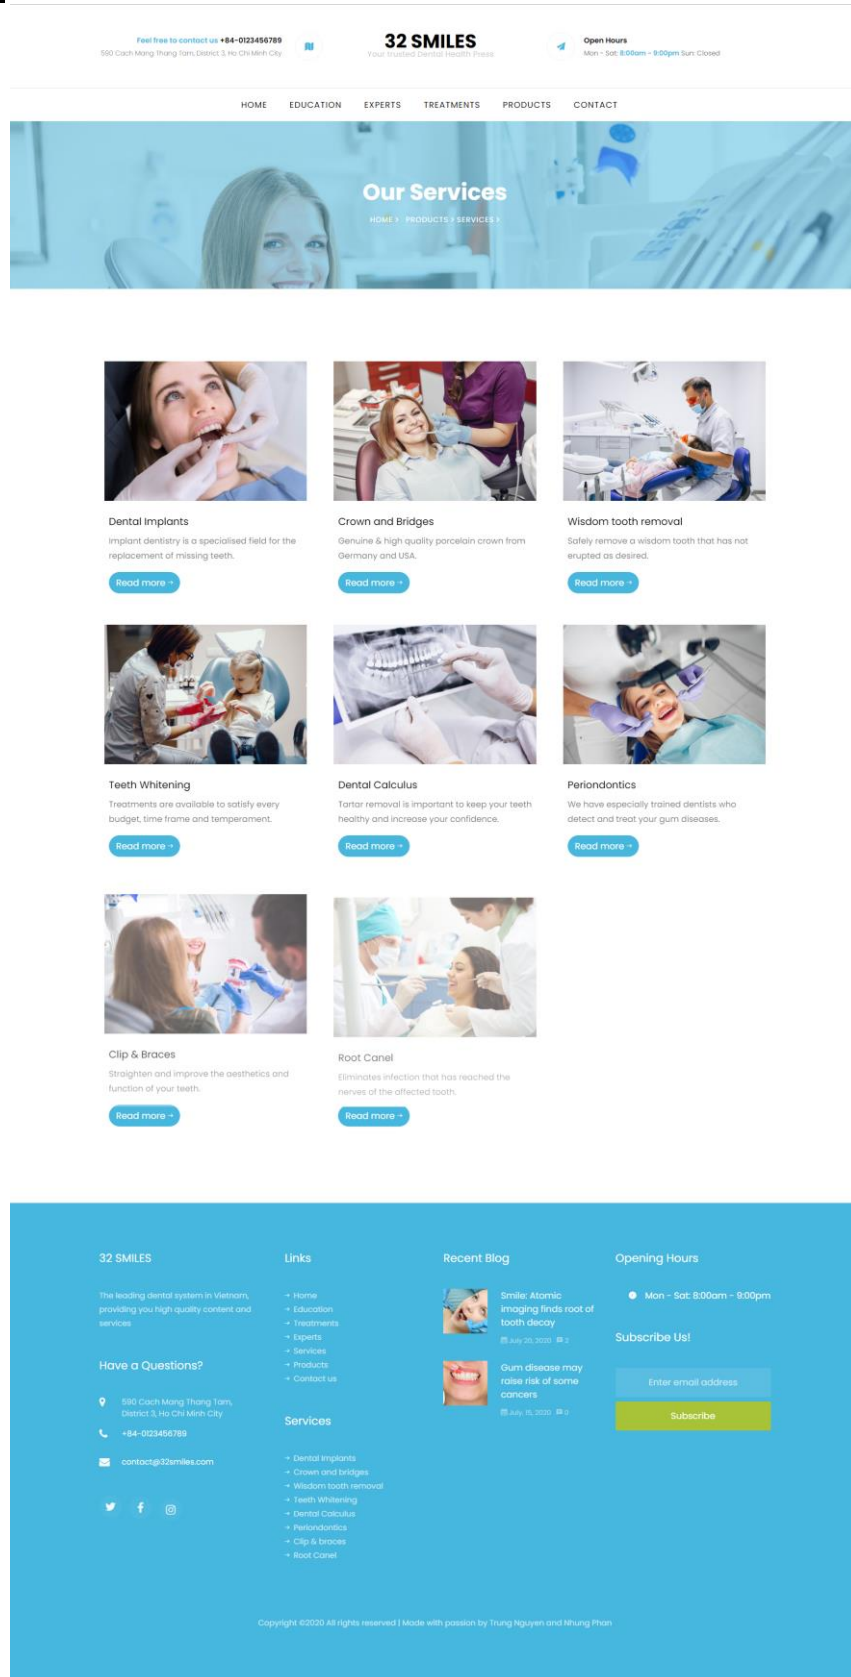 Feel free to contact us +84-0123456789
590 Cach Mang Thang Tam, District 3, Ho Chi Minh City
32 SMILES
Your Trusted Dental Health Press
Open Hours
Mon - Sat: 8:00am - 9:00pm Sun: Closed
HOME EDUCATION EXPERTS TREATMENTS PRODUCTS CONTACT
Our Services
HOME > PRODUCTS > SERVICES >
Dental Implants
Implant dentistry is a specialised field for the
replacement of missing teeth.
Read more →
Crown and Bridges
Genuine & high quality porcelain crown from
Germany and USA.
Read more →
Wisdom tooth removal
Safely remove a wisdom tooth that has not
erupted as desired.
Read more →
Teeth Whitening
Treatments are available to satisfy every
budget, time frame and temperament.
Read more →
Dental Calculus
Tartar removal is important to keep your teeth
healthy and increase your confidence.
Read more →
Periondontics
We have especially trained dentists who
detect and treat your gum diseases.
Read more →
Clip & Braces
Straighten and improve the aesthetics and
function of your teeth.
Read more →
Root Canel
Eliminates infection that has reached the
nerves of the affected tooth.
Read more →
32 SMILES
The leading dental system in Vietnam,
providing you high quality content and
services
Have a Questions?
590 Cach Mang Thang Tam,
District 3, Ho Chi Minh City
+84-0123456789
contact@32smiles.com
Links
→ Home
→ Education
→ Treatments
→ Experts
→ Services
→ Products
→ Contact us
Services
→ Dental Implants
→ Crown and bridges
→ Wisdom tooth removal
→ Teeth Whitening
→ Dental Calculus
→ Periondontics
→ Clip & braces
→ Root Canel
Recent Blog
Smile: Atomic
imaging finds root of
tooth decay
July 20, 2020 2
Gum disease may
raise risk of some
cancers
July, 15, 2020 0
Opening Hours
Mon - Sat: 8:00am - 9:00pm
Subscribe Us!
Enter email address
Subscribe
Copyright ©2020 All rights reserved | Made with passion by Trung Nguyen and Nhung Phan